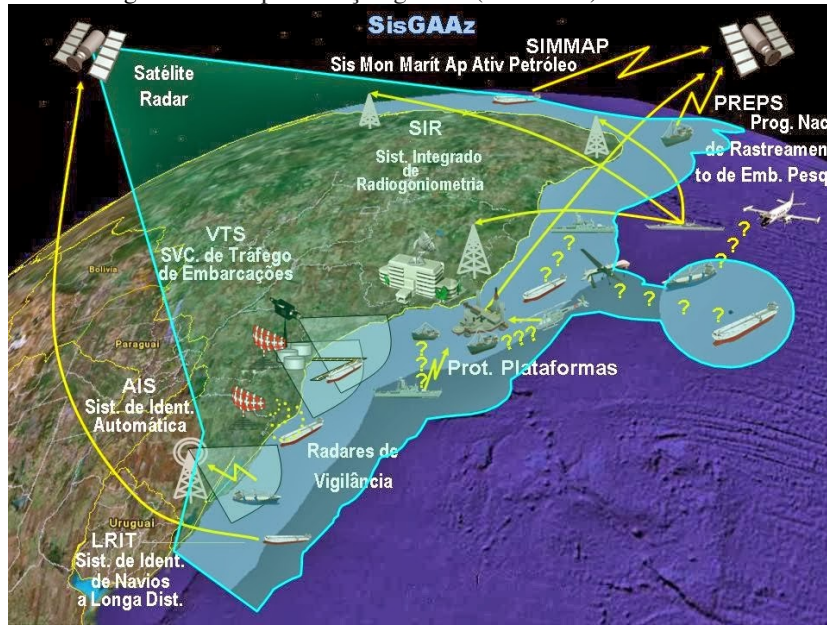 SisGAAz
SIMMAP
Sis Mon Marít Ap Ativ Petróleo
Satélite
Radar
PREPS
Prog. Nac
de Rastreamen
to de Emb. Pesq
SIR
Sist. Integrado
de
Radiogoniometria
VTS
SVC. de Tráfego
de Embarcações
Bolívia
Paraguai
AIS
Sist. de Ident.
Automática
? ? ?
? ? ?
? ? ? ?
? ? ?
? ? ?
Prot. Plataformas
Radares de
Vigilância
Uruguai
LRIT
Sist. de Ident.
de Navios
a Longa Dist.